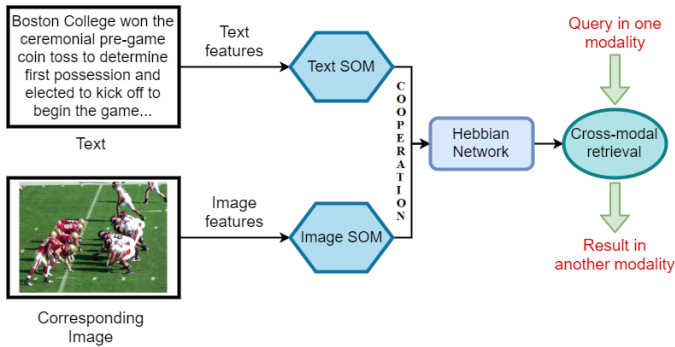 Boston College won the
ceremonial pre-game
coin toss to determine
first possession and
elected to kick off to
begin the game...
Text
Text
features
Text SOM
COOPERATION
Hebbian
Network
Query in one
modality
Cross-modal
retrieval
Result in
another modality
Image
features
Image SOM
Corresponding
Image